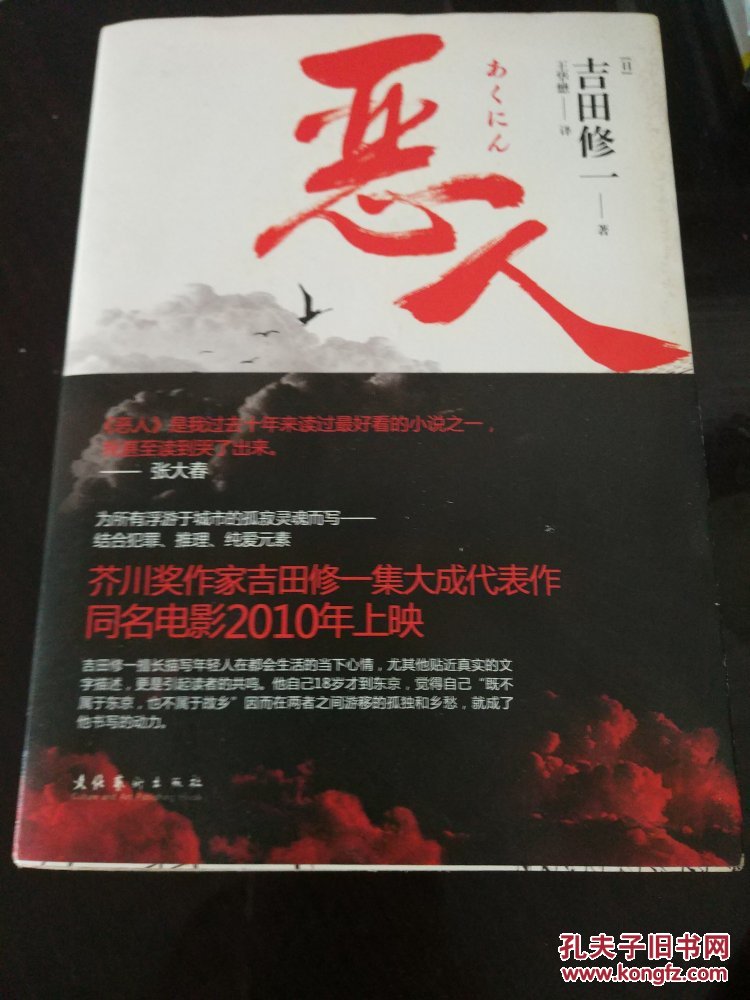 恶人
あくにん
[日]
吉田修一——著
王华懋——译
《恶人》是我过去十年来读过最好看的小说之一，
我甚至读到哭了出来。
—— 张大春
为所有浮游于城市的孤寂灵魂而写——
结合犯罪、推理、纯爱元素
芥川奖作家吉田修一集大成代表作
同名电影2010年上映
吉田修一擅长描写年轻人在都会生活的当下心情，尤其他贴近真实的文
字描述，更是引起读者的共鸣。他自己18岁才到东京，觉得自己“既不
属于东京，也不属于故乡”因而在两者之间游移的孤独和乡愁，就成了
他书写的动力。
文化艺术出版社
Culture and Art Publishing House
孔夫子旧书网
www.kongfz.com